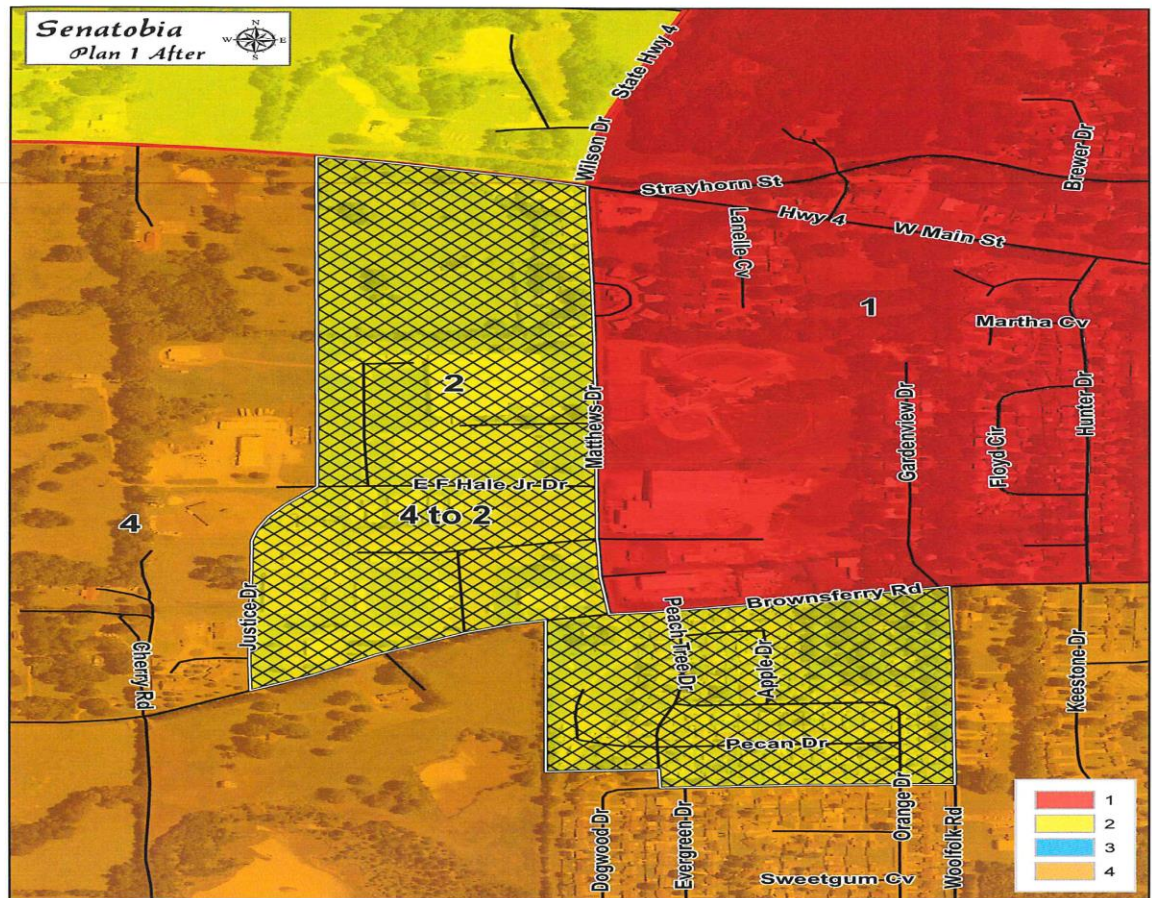 Senatobia
Plan 1 After
N
W E
S
State Hwy 4
Wilson Dr
Strayhorn St
Brewer Dr
Hwy 4
W Main St
Lanelle Cv
1
Martha Cv
2
Matthews Dr
Gardenview Dr
Floyd Cir
Hunter Dr
E F Hale Jr Dr
4 to 2
4
Justice Dr
Cherry Rd
Brownsferry Rd
Peach Tree Dr
Apple Dr
Keestone Dr
Pecan Dr
Orange Dr
Dogwood Dr
Evergreen Dr
Woolfolk Rd
Sweetgum Cv
1
2
3
4